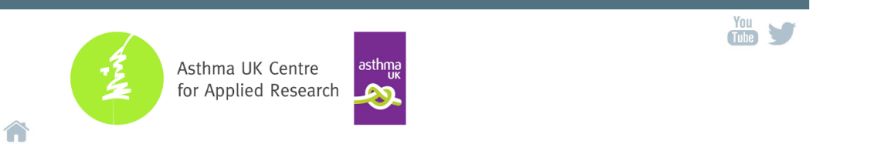 You
Tube
Asthma UK Centre
for Applied Research
asthma
UK